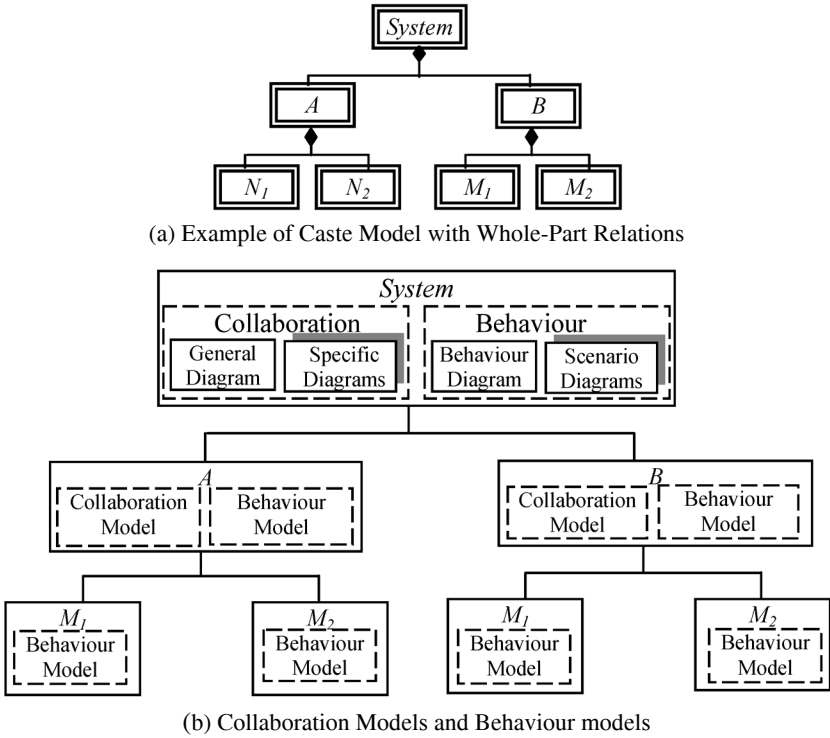 System
A
B
N1
N2
M1
M2
(a) Example of Caste Model with Whole-Part Relations
System
Collaboration
Behaviour
General
Diagram
Specific
Diagrams
Behaviour
Diagram
Scenario
Diagrams
A
Collaboration
Model
Behaviour
Model
B
Collaboration
Model
Behaviour
Model
M1
Behaviour
Model
M2
Behaviour
Model
M1
Behaviour
Model
M2
Behaviour
Model
(b) Collaboration Models and Behaviour models